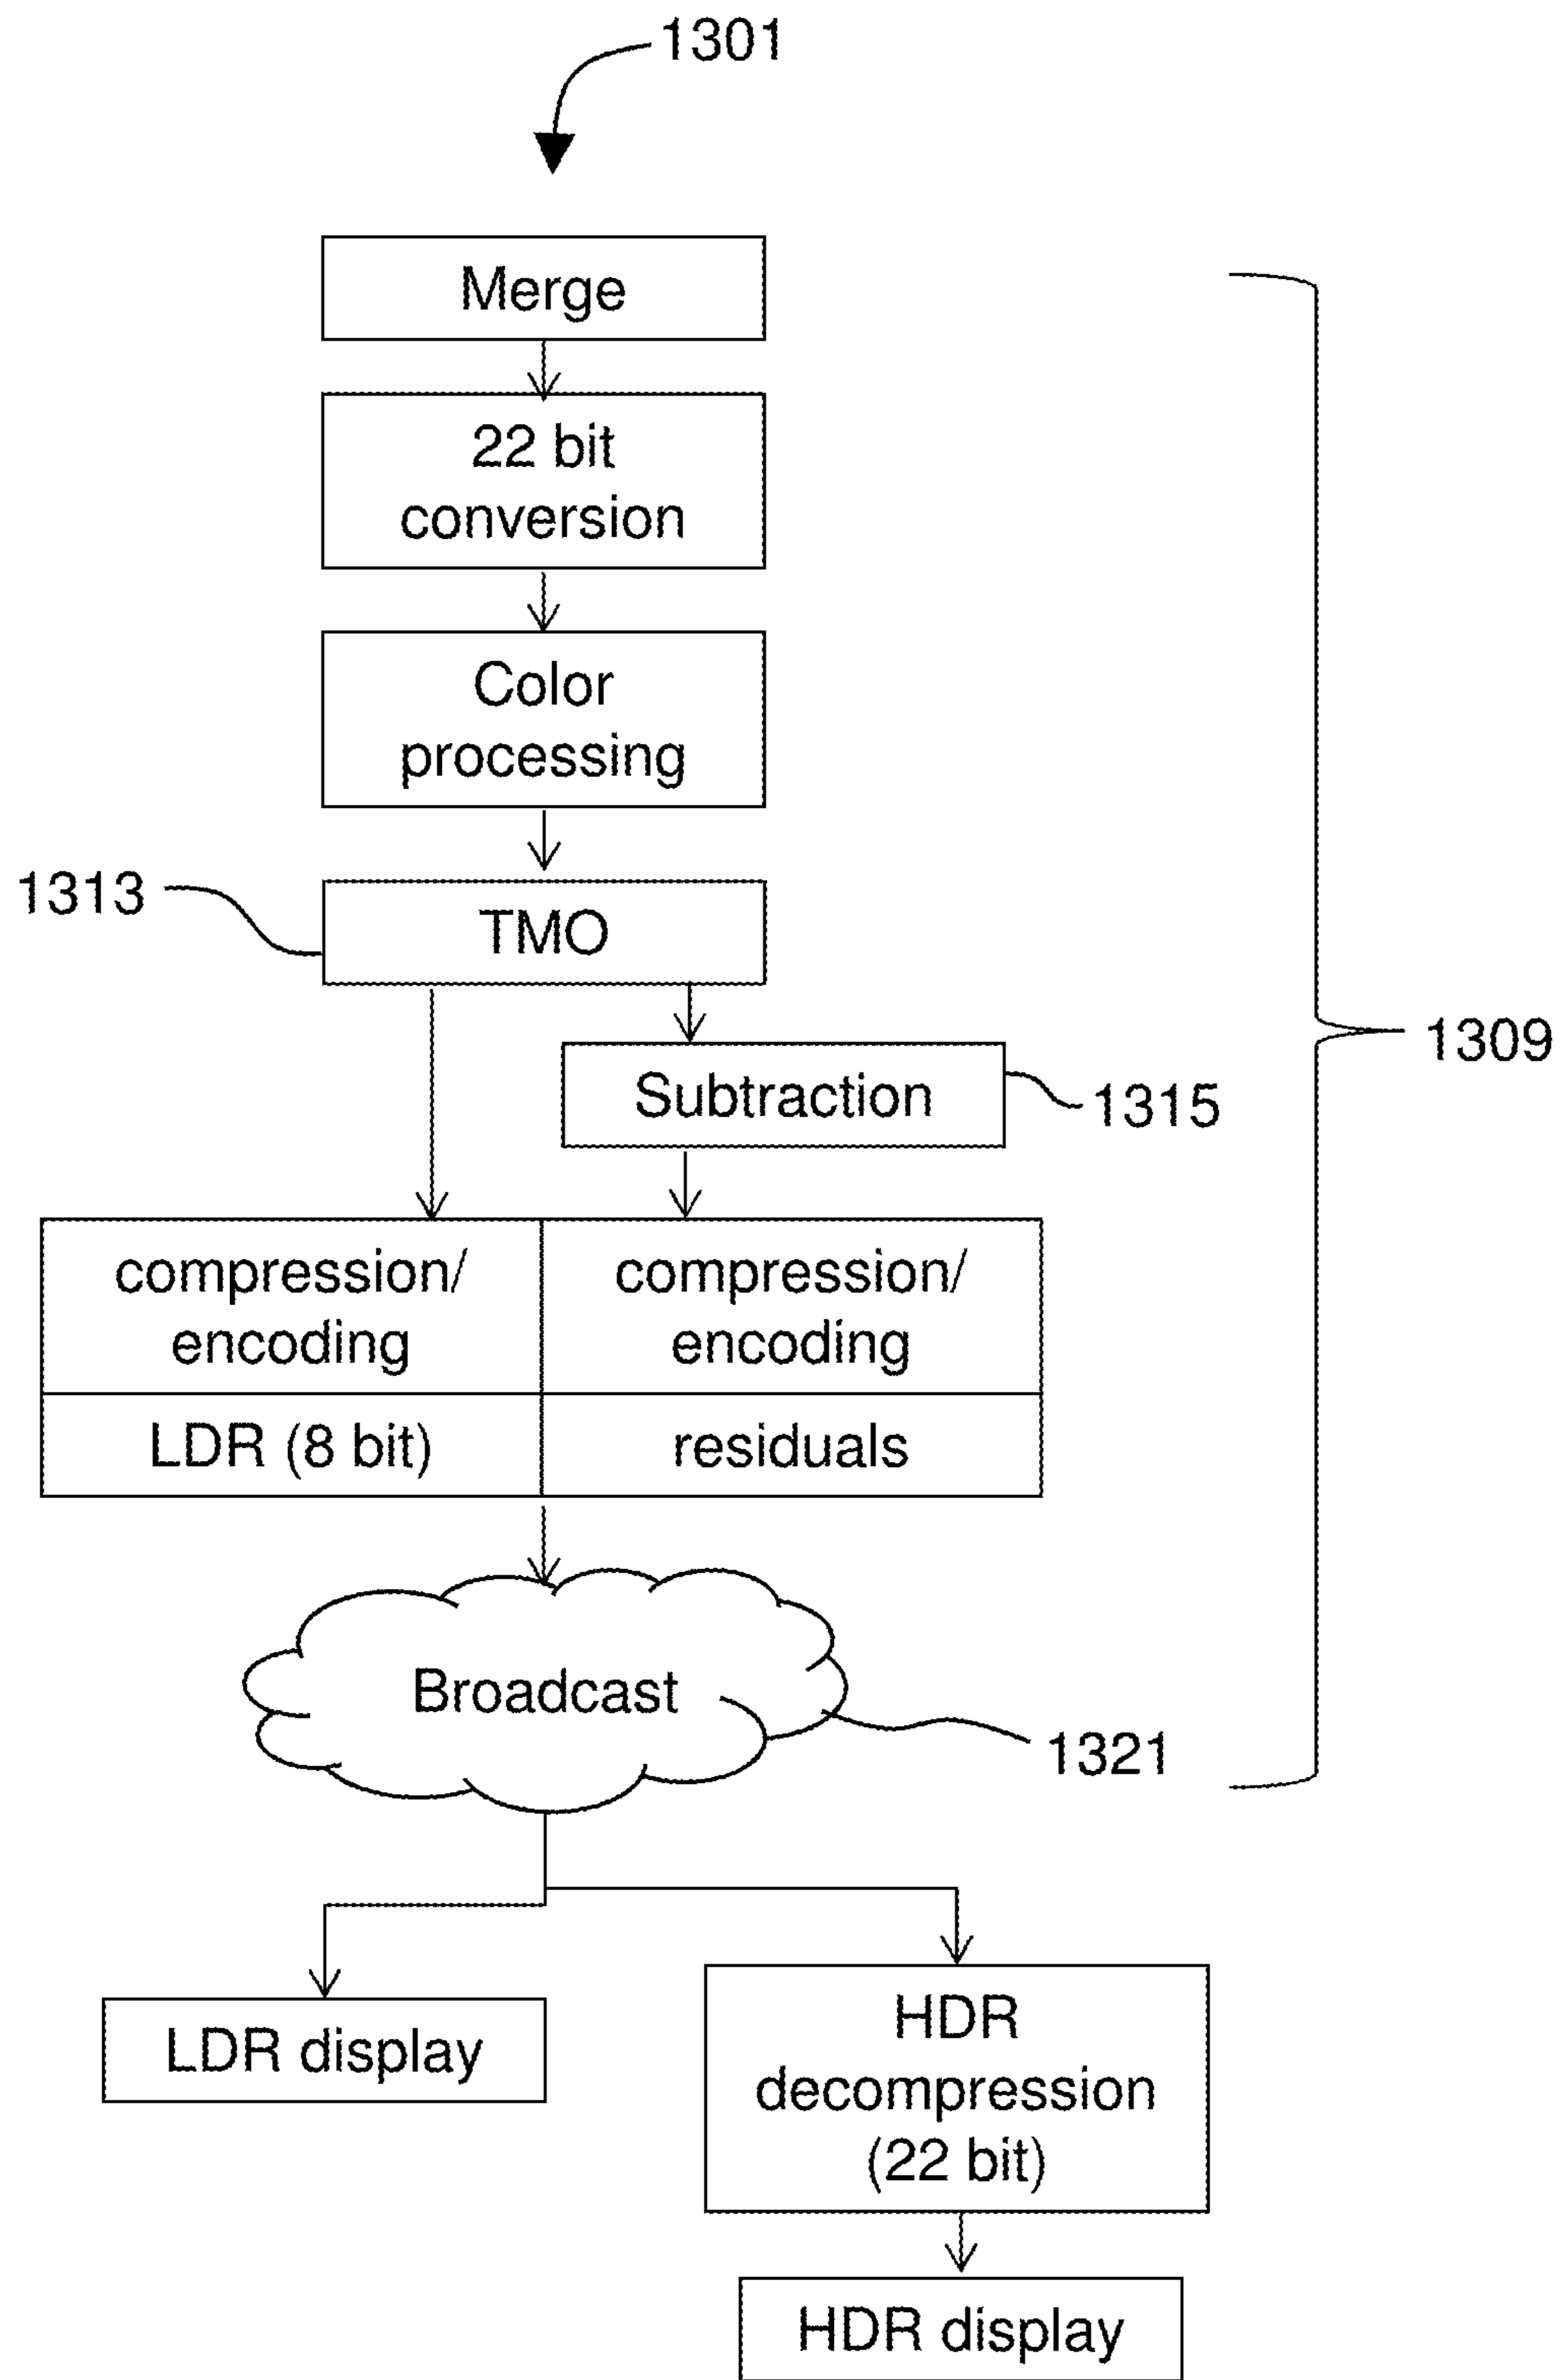 1301
Merge
22 bit
conversion
Color
processing
1313
TMO
1309
Subtraction
1315
compression/
encoding
compression/
encoding
LDR (8 bit)
residuals
Broadcast
1321
LDR display
HDR
decompression
(22 bit)
HDR display